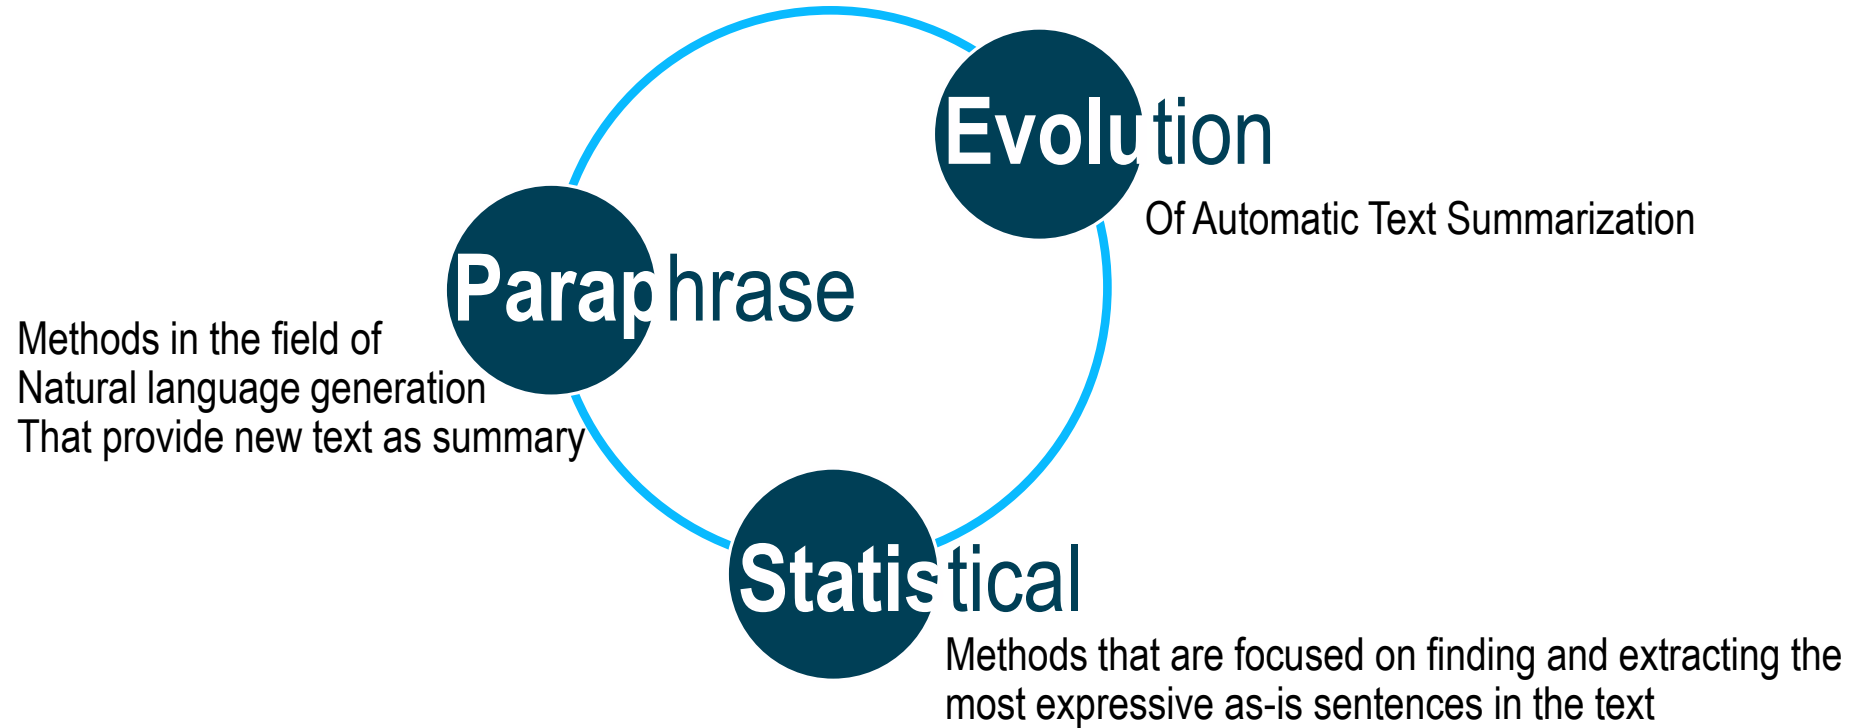 Evolution
Of Automatic Text Summarization
Paraphrase
Methods in the field of
Natural language generation
That provide new text as summary
Statistical
Methods that are focused on finding and extracting the
most expressive as-is sentences in the text